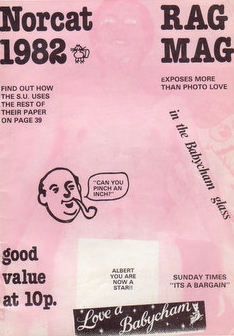 Norcat
1982
RAG
MAG
FIND OUT HOW
THE S.U. USES
THE REST OF
THEIR PAPER
ON PAGE 39
EXPOSES MORE
THAN PHOTO LOVE
in the Babycham glass
"CAN YOU
PINCH AN
INCH?"
good
value
at 10p.
ALBERT
YOU ARE
NOW A
STAR!!
SUNDAY TIMES
"ITS A BARGAIN"
Love a Babycham